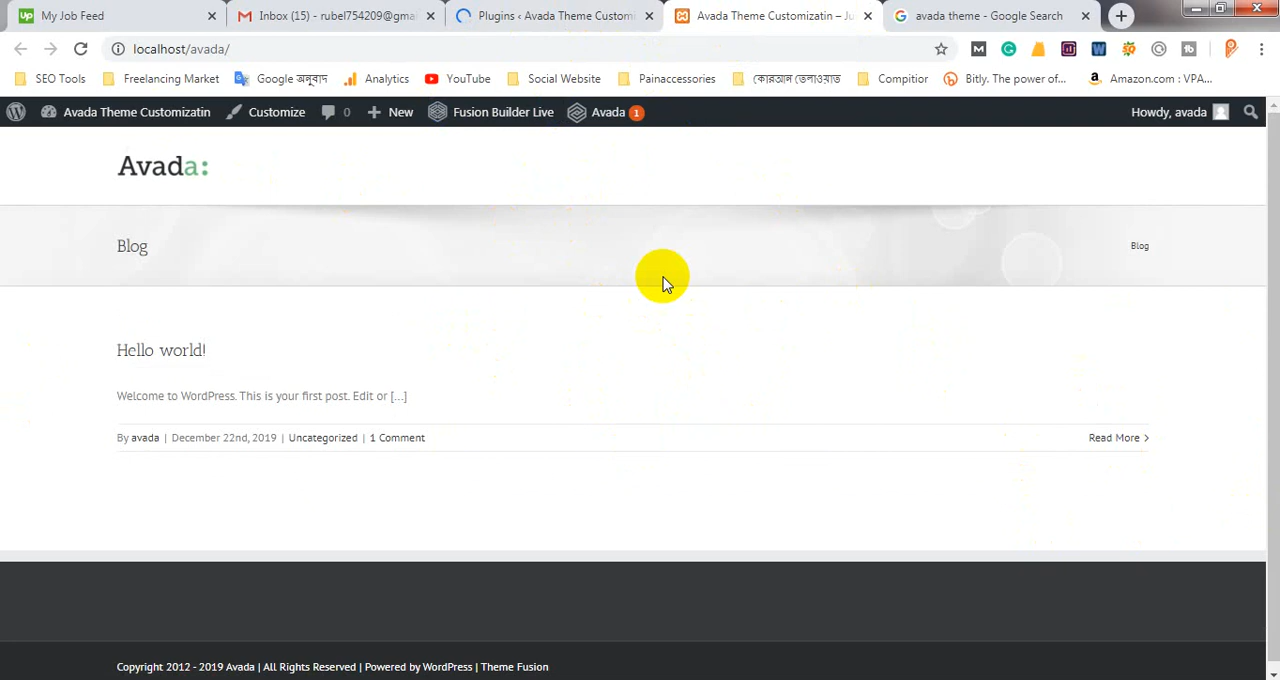 My Job Feed
Inbox (15) - rubel754209@gma
Plugins ‹ Avada Theme Custom
Avada Theme Customizatin – Ju
avada theme - Google Search
localhost/avada/
SEO Tools
Freelancing Market
Google অনুবাদ
Analytics
YouTube
Social Website
Painaccessories
কোরআন তেলাওয়াত
Compitior
Bitly. The power of...
Amazon.com : VPA...
Avada Theme Customizatin
Customize
0
New
Fusion Builder Live
Avada 1
Howdy, avada
Avada:
Blog
Blog
Hello world!
Welcome to WordPress. This is your first post. Edit or [...]
By avada | December 22nd, 2019 | Uncategorized | 1 Comment
Read More >
Copyright 2012 - 2019 Avada | All Rights Reserved | Powered by WordPress | Theme Fusion